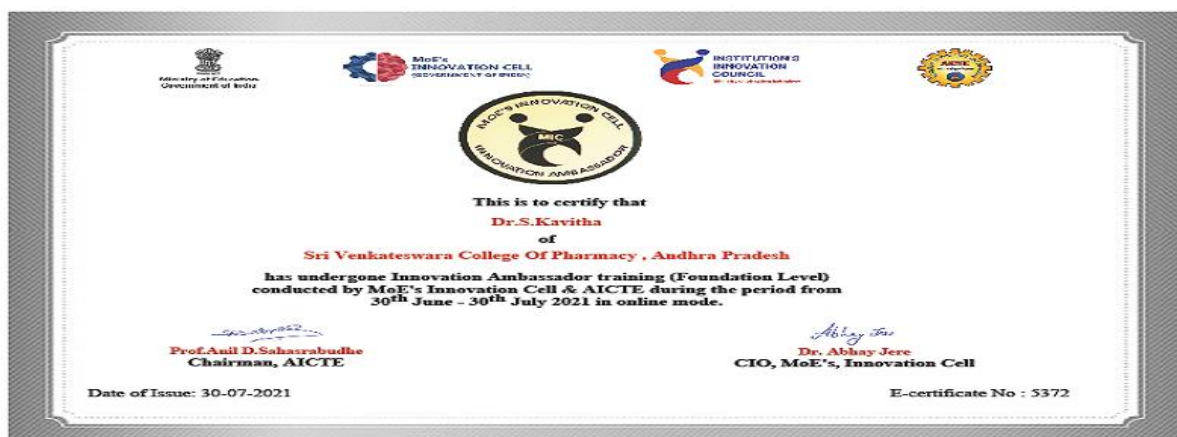 Ministry of Education
Government of India
MoE's
INNOVATION CELL
(GOVERNMENT OF INDIA)
INSTITUTION'S
INNOVATION
COUNCIL
AICTE
MOE'S INNOVATION CELL
MIC
INNOVATION AMBASSADOR
This is to certify that
Dr.S.Kavitha
of
Sri Venkateswara College Of Pharmacy , Andhra Pradesh
has undergone Innovation Ambassador training (Foundation Level)
conducted by MoE's Innovation Cell & AICTE during the period from
30th June - 30th July 2021 in online mode.
Abhay Jere
Prof.Anil D.Sahasrabudhe
Dr. Abhay Jere
Chairman, AICTE
CIO, MoE's, Innovation Cell
Date of Issue: 30-07-2021
E-certificate No : 5372